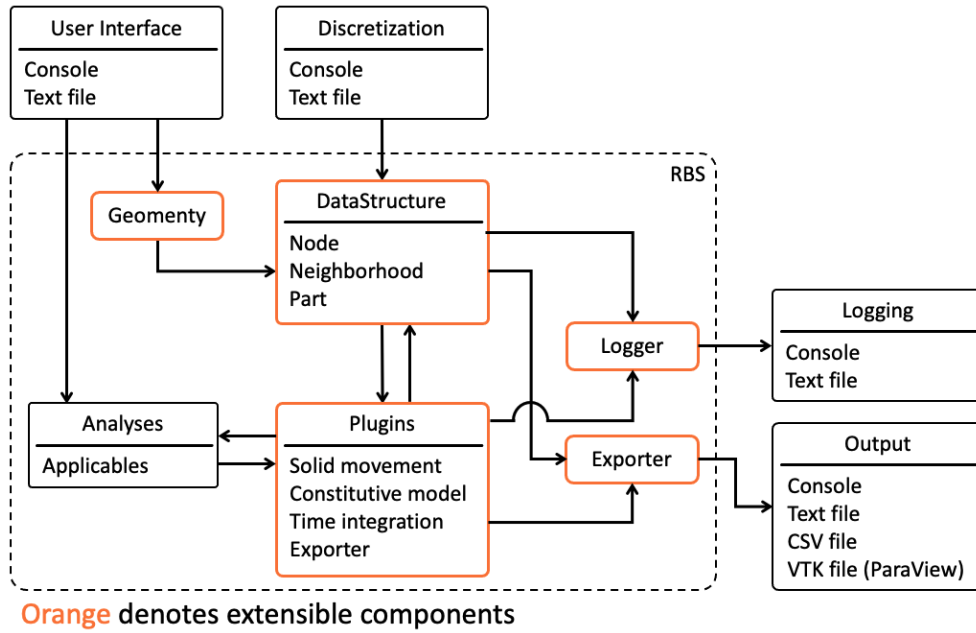 User Interface
Console
Text file
Discretization
Console
Text file
RBS
Geomenty
DataStructure
Node
Neighborhood
Part
Logger
Logging
Console
Text file
Analyses
Applicables
Plugins
Solid movement
Constitutive model
Time integration
Exporter
Exporter
Output
Console
Text file
CSV file
VTK file (ParaView)
Orange denotes extensible components